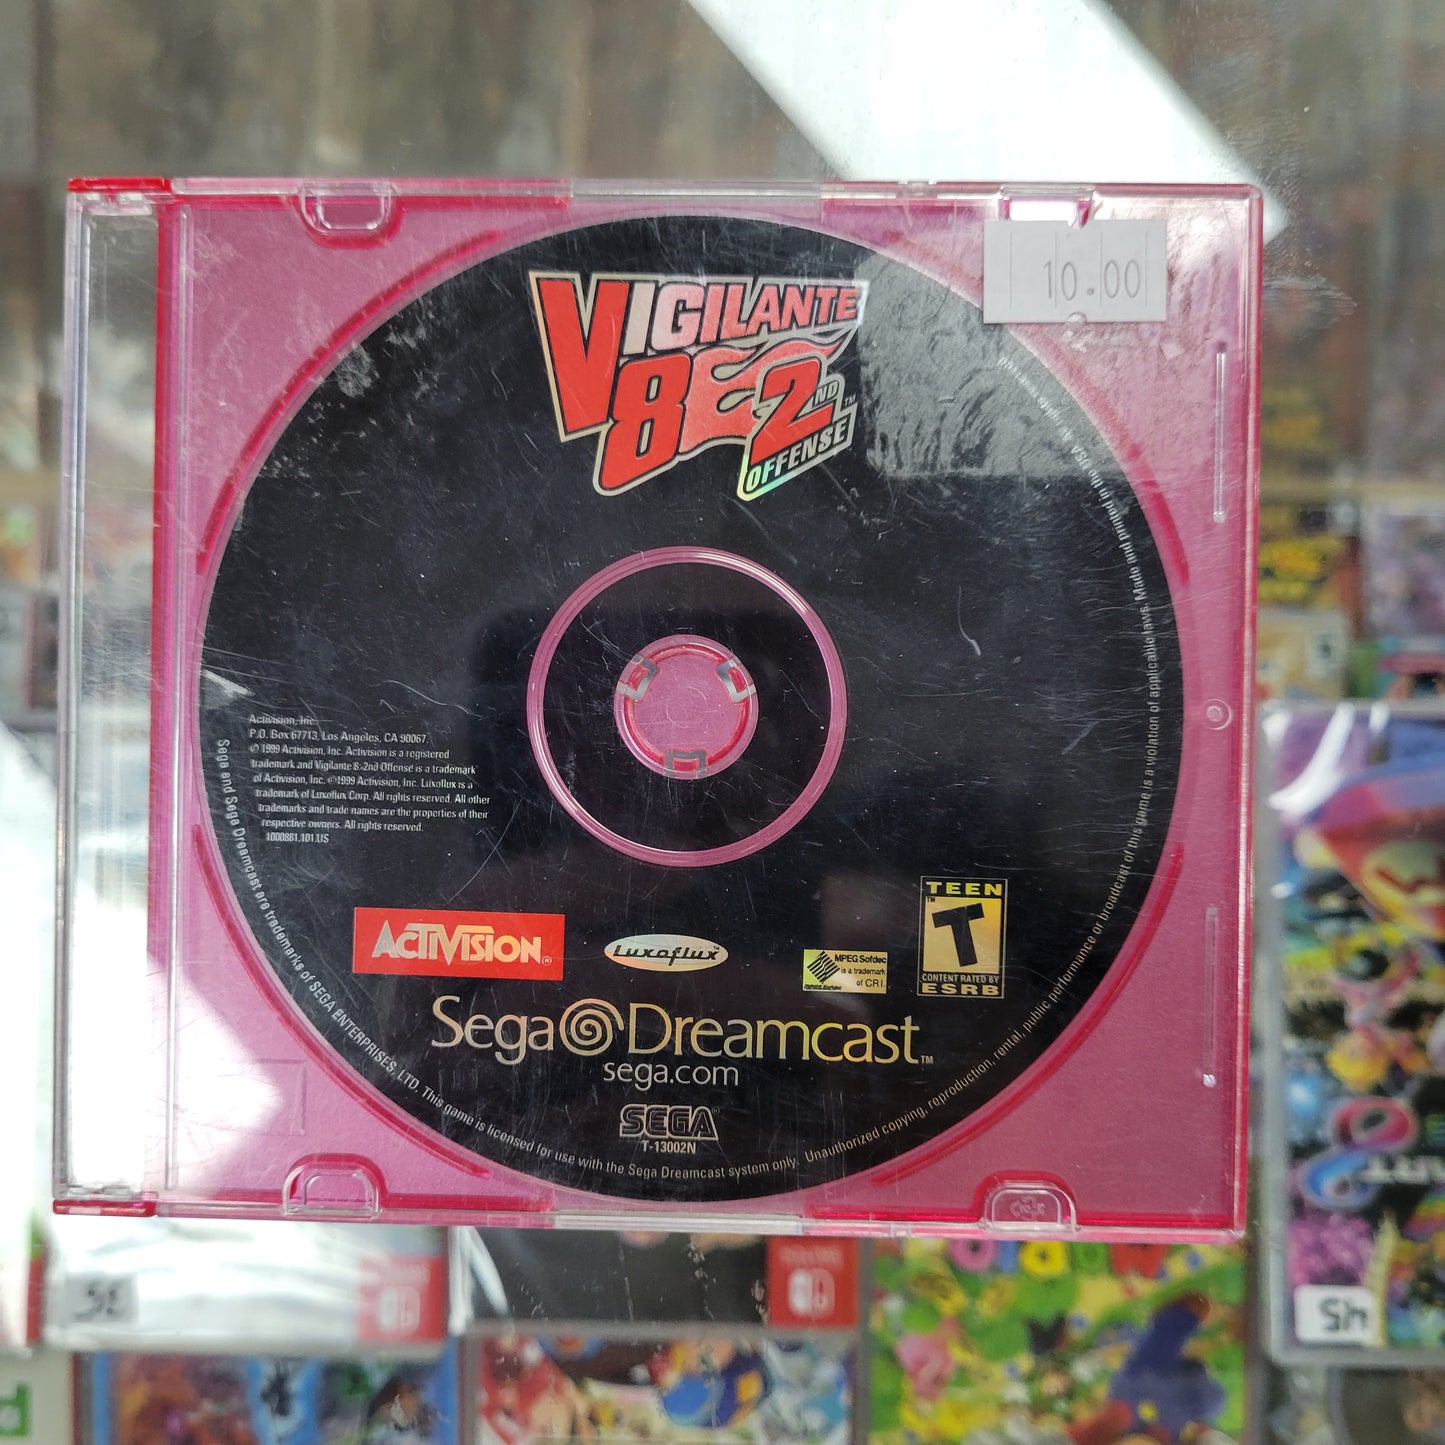 10.00
VIGILANTE
8 2ND
OFFENSE™
Activision, Inc.
P.O. Box 67713, Los Angeles, CA 90067
© 1999 Activision, Inc. Activision is a registered
trademark and Vigilante 8: 2nd Offense is a trademark
of Activision, Inc. ©1999 Activision, Inc. Luxoflux is a
trademark of Luxoflux Corp. All rights reserved. All other
trademarks and trade names are the properties of their
respective owners. All rights reserved.
1000881.101.US
ACTIVISION®
Luxoflux™
MPEG Sofdec
is a trademark
of CRI.
TEEN
T™
CONTENT RATED BY
ESRB
Sega Dreamcast™
sega.com
SEGA®
T-13002N
Sega and Sega Dreamcast are trademarks of SEGA ENTERPRISES, LTD. This game is licensed for use with the Sega Dreamcast system only. Unauthorized copying, reproduction, rental, public performance or broadcast of this game is a violation of applicable laws. Made and printed in the USA.
45